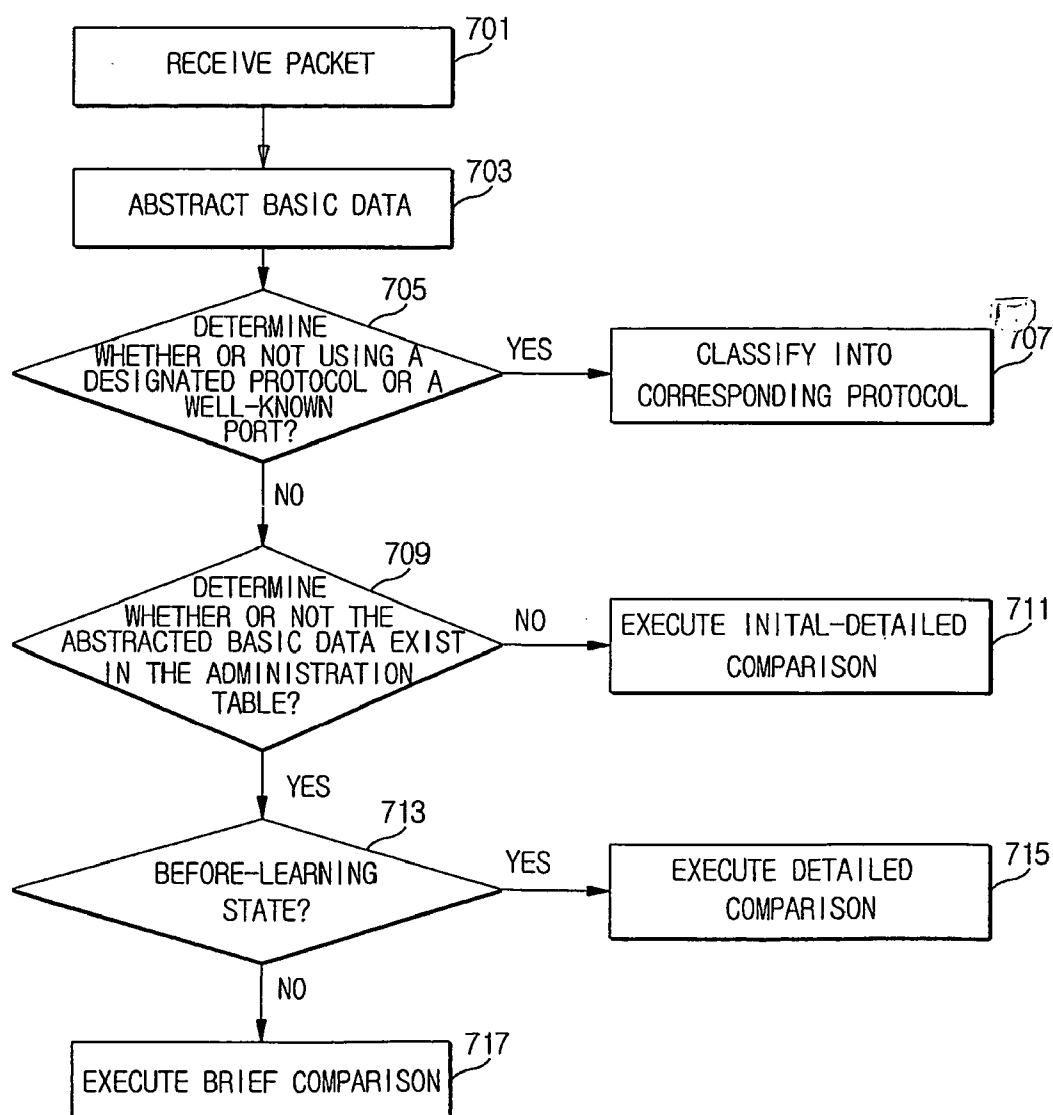 701
RECEIVE PACKET
703
ABSTRACT BASIC DATA
705
DETERMINE
WHETHER OR NOT USING A
DESIGNATED PROTOCOL OR A
WELL-KNOWN
PORT?
YES
707
CLASSIFY INTO
CORRESPONDING PROTOCOL
NO
709
DETERMINE
WHETHER OR NOT THE
ABSTRACTED BASIC DATA EXIST
IN THE ADMINISTRATION
TABLE?
NO
711
EXECUTE INITAL-DETAILED
COMPARISON
YES
713
BEFORE-LEARNING
STATE?
YES
715
EXECUTE DETAILED
COMPARISON
NO
717
EXECUTE BRIEF COMPARISON